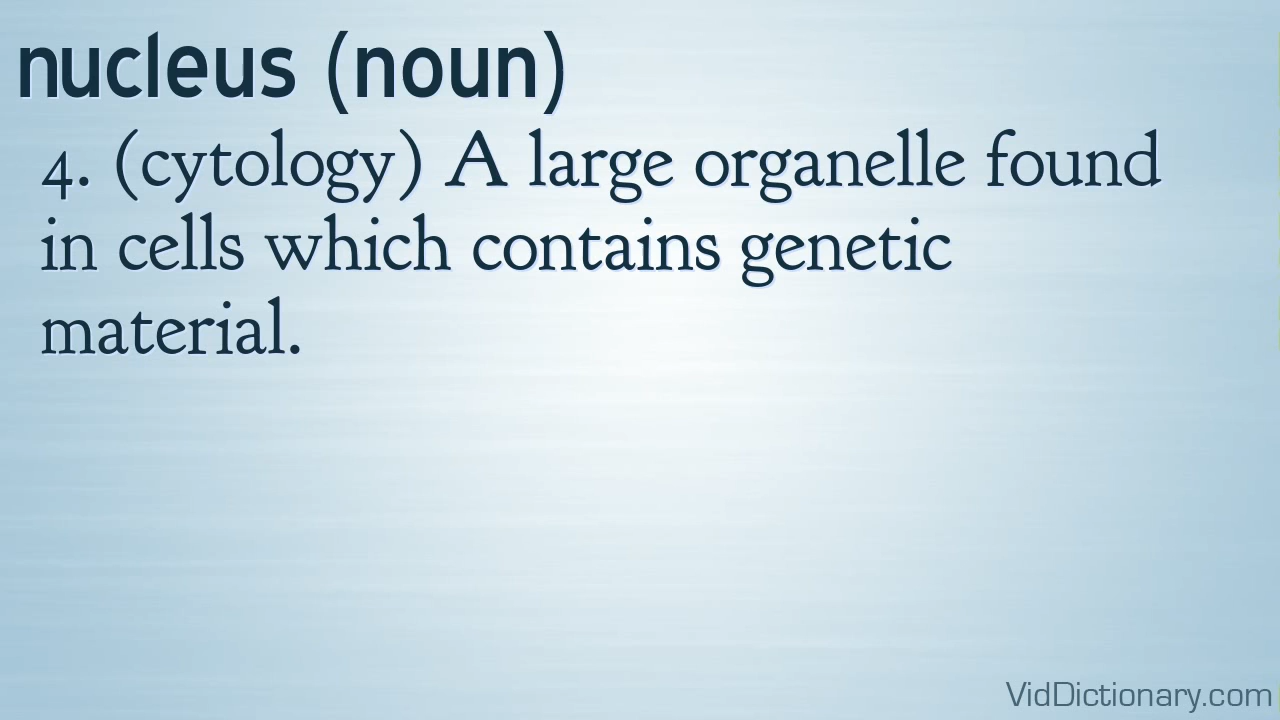 nucleus (noun)
4. (cytology) A large organelle found
in cells which contains genetic
material.
VidDictionary.com